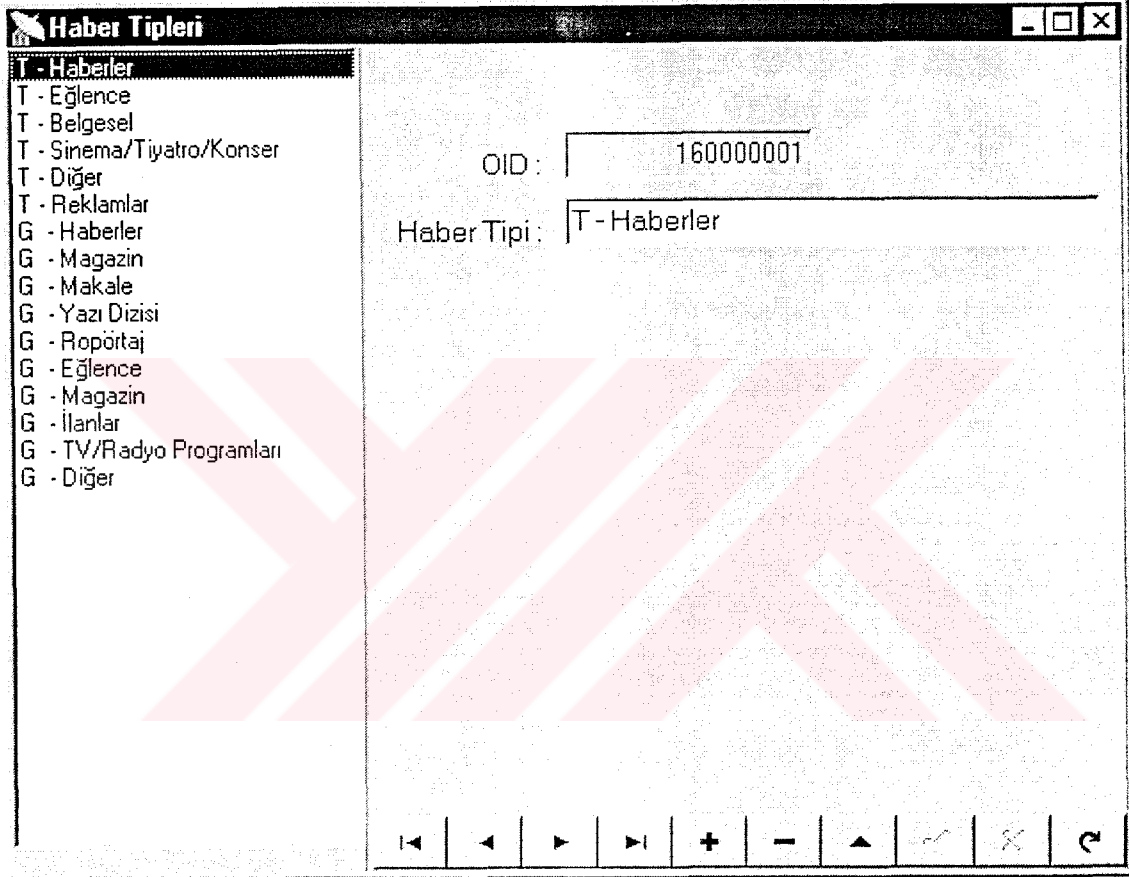 Haber Tipleri
T - Haberler
T - Eğlence
T - Belgesel
T - Sinema/Tiyatro/Konser
T - Diğer
T - Reklamlar
G - Haberler
G - Magazin
G - Makale
G - Yazı Dizisi
G - Ropörtaj
G - Eğlence
G - Magazin
G - İlanlar
G - TV/Radyo Programları
G - Diğer
OID : 160000001
Haber Tipi : T - Haberler